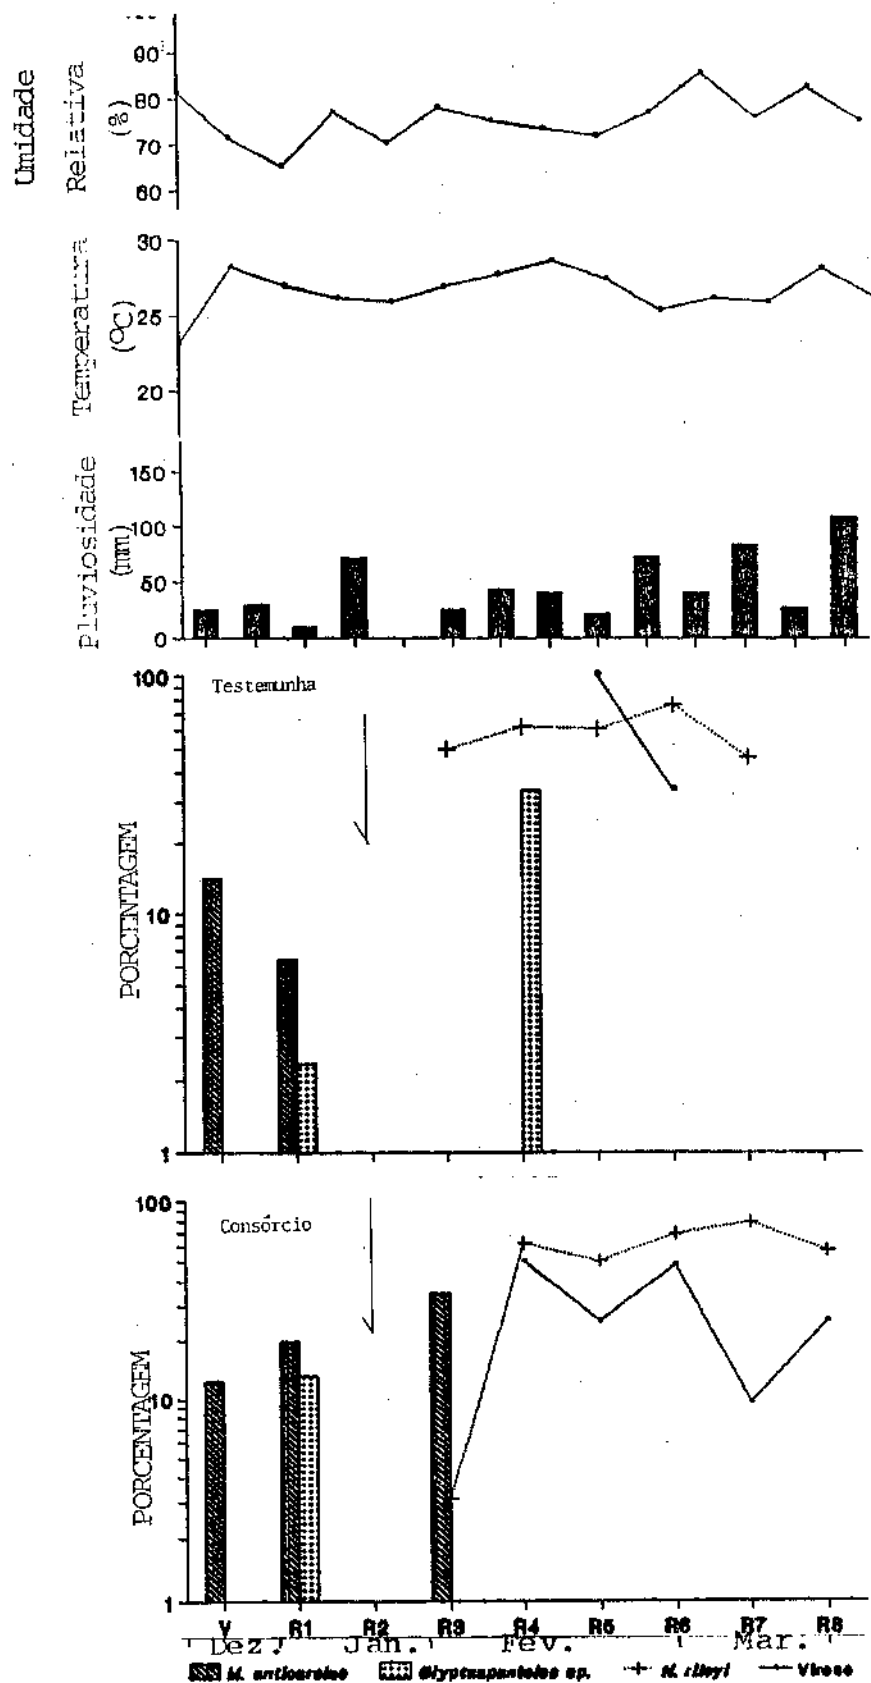 Umidade
Relativa
(%)
90
80
70
60
Temperatura
(ºC)
30
25
20
Pluviosidade
(mm)
150
100
50
0
Testemunha
PORCENTAGEM
100
10
1
Consórcio
PORCENTAGEM
100
10
1
V R1 R2 R3 R4 R5 R6 R7 R8
Dez. Jan. Fev. Mar.
Glyptapanteles sp. N. rileyi Virose